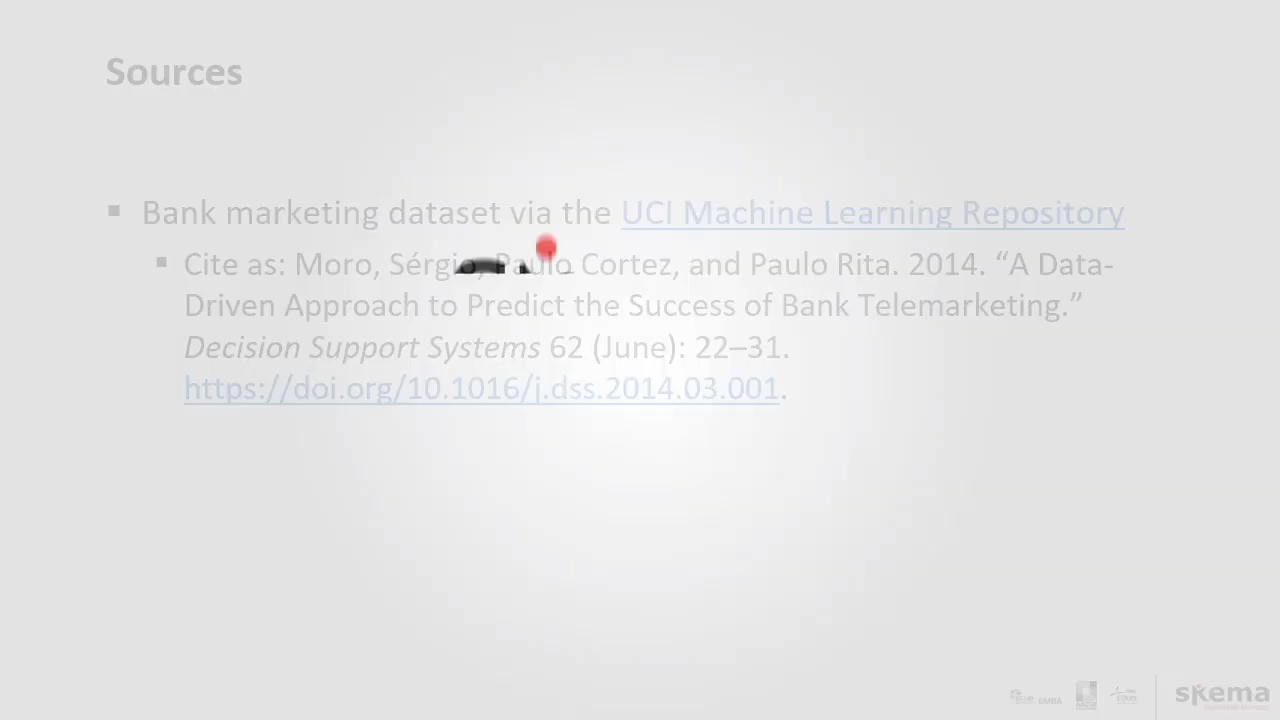 Sources
▪ Bank marketing dataset via the UCI Machine Learning Repository
▪ Cite as: Moro, Sérgio, Paulo Cortez, and Paulo Rita. 2014. “A Data-
Driven Approach to Predict the Success of Bank Telemarketing.”
Decision Support Systems 62 (June): 22–31.
https://doi.org/10.1016/j.dss.2014.03.001.
EMBA
skema